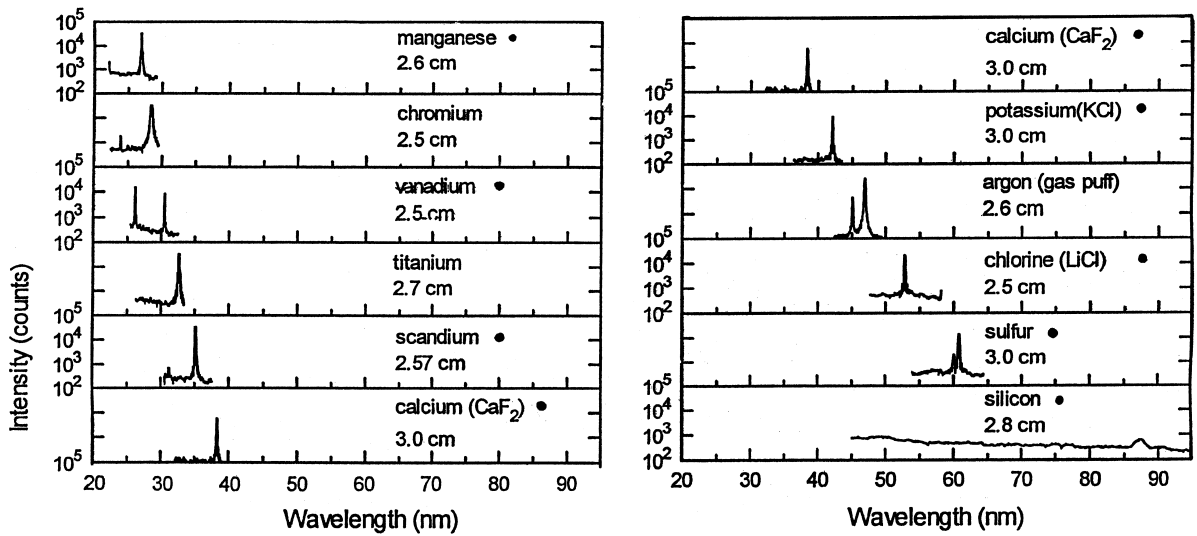 10⁵
10⁴
10³
10²
manganese •
2.6 cm
chromium
2.5 cm
10⁵
vanadium •
2.5 cm
10⁴
10³
10²
titanium
2.7 cm
10⁵
scandium •
2.57 cm
10⁴
10³
10²
calcium (CaF₂) •
3.0 cm
10⁵
20 30 40 50 60 70 80 90
Wavelength (nm)
Intensity (counts)
calcium (CaF₂) •
3.0 cm
10⁵
potassium(KCl) •
3.0 cm
10⁴
10³
10²
argon (gas puff)
2.6 cm
10⁵
chlorine (LiCl) •
2.5 cm
10⁴
10³
10²
sulfur •
3.0 cm
10⁵
silicon •
2.8 cm
10⁴
10³
10²
20 30 40 50 60 70 80 90
Wavelength (nm)